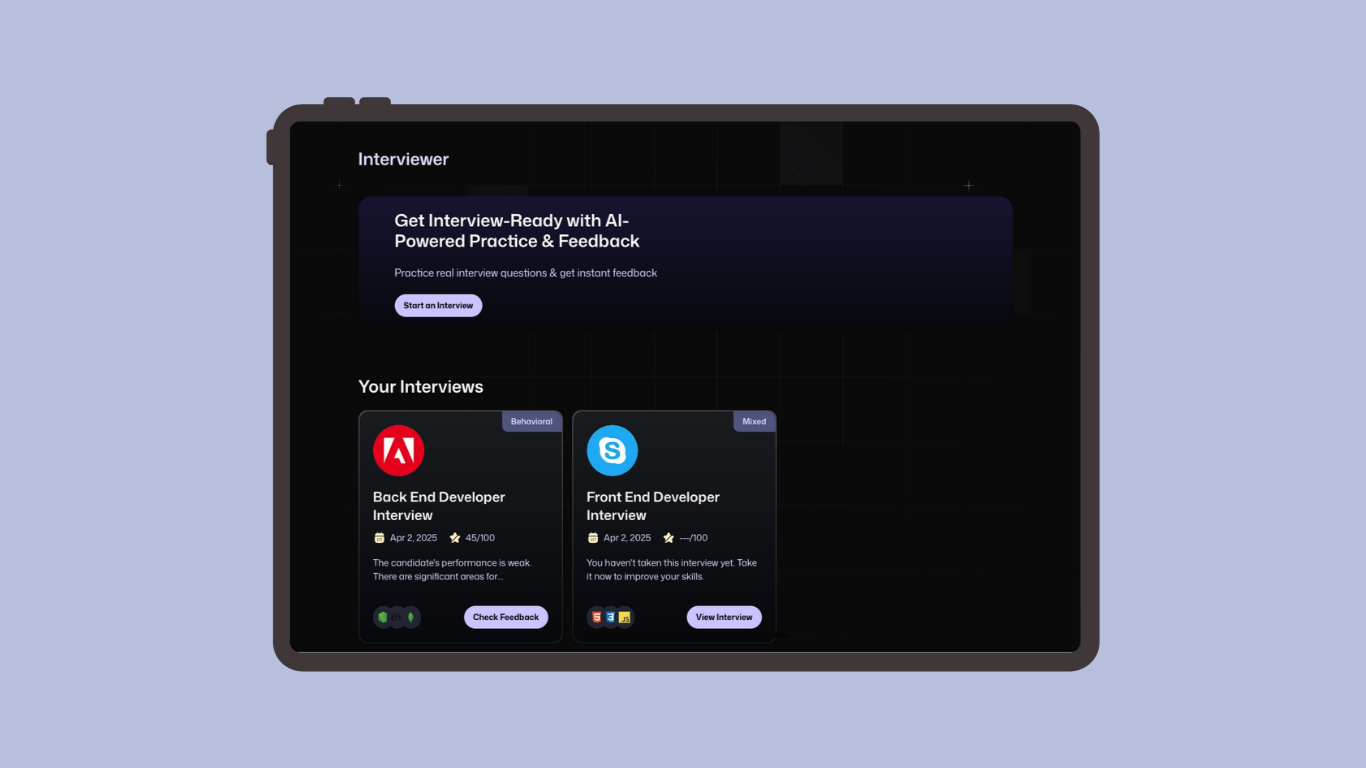 Interviewer
Get Interview-Ready with AI-
Powered Practice & Feedback
Practice real interview questions & get instant feedback
Start an Interview
Your Interviews
Behavioral
Back End Developer
Interview
Apr 2, 2025 45/100
The candidate's performance is weak.
There are significant areas for...
Check Feedback
Mixed
S
Front End Developer
Interview
Apr 2, 2025 ---/100
You haven't taken this interview yet. Take
it now to improve your skills.
5 3 JS
View Interview